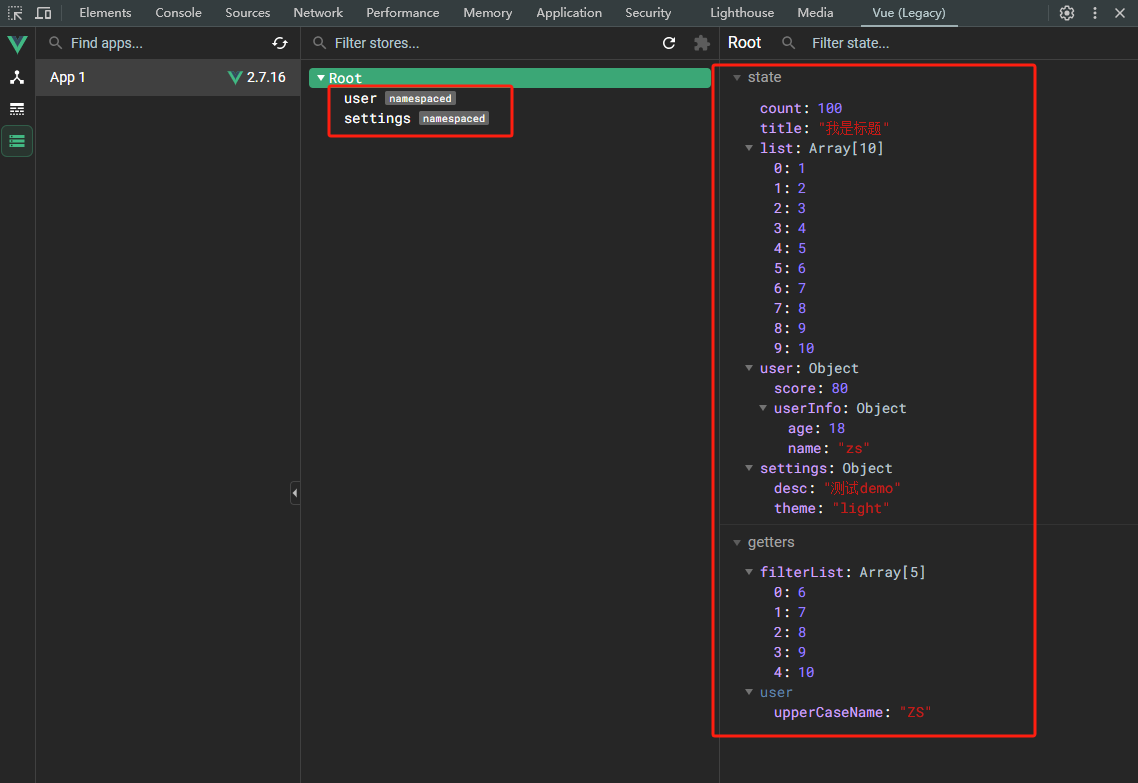 Elements Console Sources Network Performance Memory Application Security Lighthouse Media Vue (Legacy)
Find apps...
Filter stores...
Root Filter state...
App 1 2.7.16
Root
user namespaced
settings namespaced
state
count: 100
title: "我是标题"
list: Array[10]
0: 1
1: 2
2: 3
3: 4
4: 5
5: 6
6: 7
7: 8
8: 9
9: 10
user: Object
score: 80
userInfo: Object
age: 18
name: "zs"
settings: Object
desc: "测试demo"
theme: "light"
getters
filterList: Array[5]
0: 6
1: 7
2: 8
3: 9
4: 10
user
upperCaseName: "ZS"